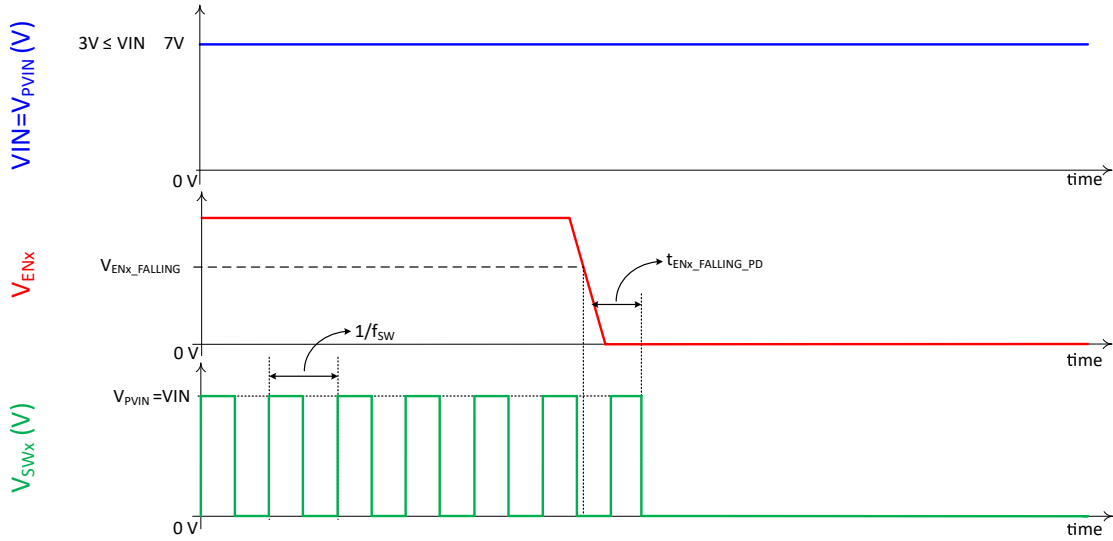 VIN=VPVIN (V)
3V ≤ VIN 7V
0 V
time
VENx
VENx_FALLING
tENx_FALLING_PD
1/fSW
0 V
time
VSWx (V)
VPVIN =VIN
0 V
time